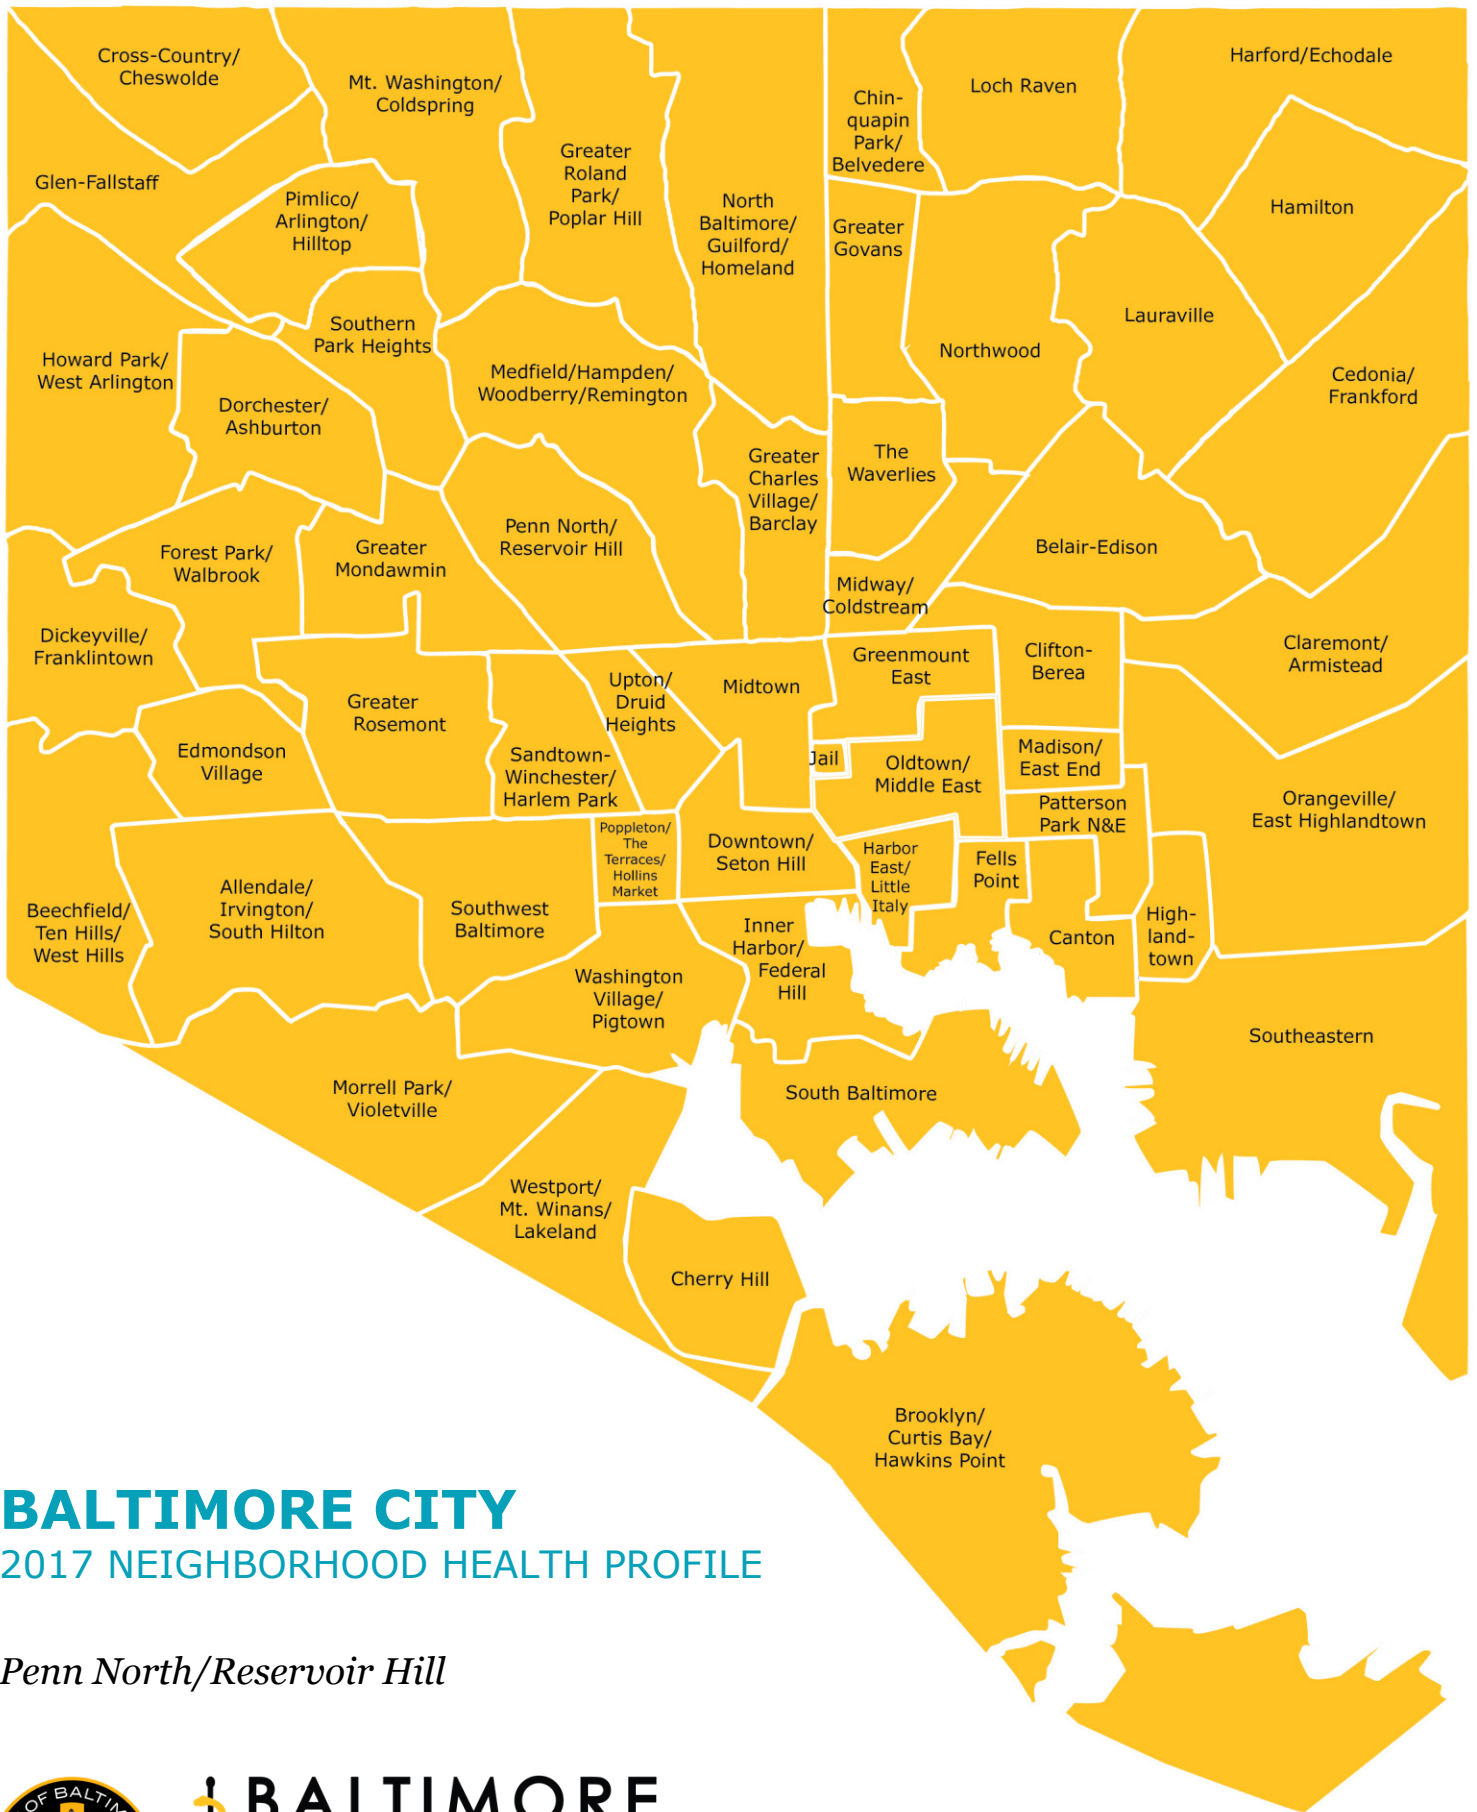 Cross-Country/
Cheswolde
Mt. Washington/
Coldspring
Greater
Roland
Park/
Poplar Hill
North
Baltimore/
Guilford/
Homeland
Chin-
quapin
Park/
Belvedere
Loch Raven
Harford/Echodale
Glen-Fallstaff
Pimlico/
Arlington/
Hilltop
Greater
Govans
Hamilton
Howard Park/
West Arlington
Southern
Park Heights
Medfield/Hampden/
Woodberry/Remington
Northwood
Lauraville
Cedonia/
Frankford
Dorchester/
Ashburton
Greater
Charles
Village/
Barclay
The
Waverlies
Forest Park/
Walbrook
Greater
Mondawmin
Penn North/
Reservoir Hill
Midway/
Coldstream
Belair-Edison
Dickeyville/
Franklintown
Greater
Rosemont
Upton/
Druid
Heights
Midtown
Greenmount
East
Clifton-
Berea
Claremont/
Armistead
Edmondson
Village
Sandtown-
Winchester/
Harlem Park
Jail
Oldtown/
Middle East
Madison/
East End
Patterson
Park N&E
Orangeville/
East Highlandtown
Poppleton/
The
Terraces/
Hollins
Market
Downtown/
Seton Hill
Harbor
East/
Little
Italy
Fells
Point
Beechfield/
Ten Hills/
West Hills
Allendale/
Irvington/
South Hilton
Southwest
Baltimore
Inner
Harbor/
Federal
Hill
Canton
High-
land-
town
Washington
Village/
Pigtown
Southeastern
Morrell Park/
Violetville
South Baltimore
Westport/
Mt. Winans/
Lakeland
Cherry Hill
Brooklyn/
Curtis Bay/
Hawkins Point
BALTIMORE CITY
2017 NEIGHBORHOOD HEALTH PROFILE
Penn North/Reservoir Hill
OF BALTIM
BALTIMORE